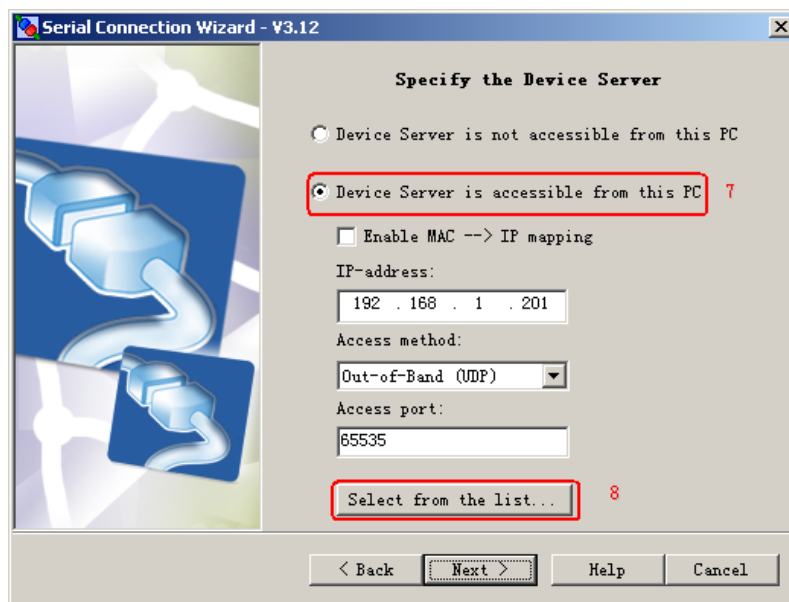 Serial Connection Wizard - V3.12
Specify the Device Server
Device Server is not accessible from this PC
Device Server is accessible from this PC 7
Enable MAC --> IP mapping
IP-address:
192 . 168 . 1 . 201
Access method:
Out-of-Band (UDP)
Access port:
65535
Select from the list... 8
< Back Next > Help Cancel